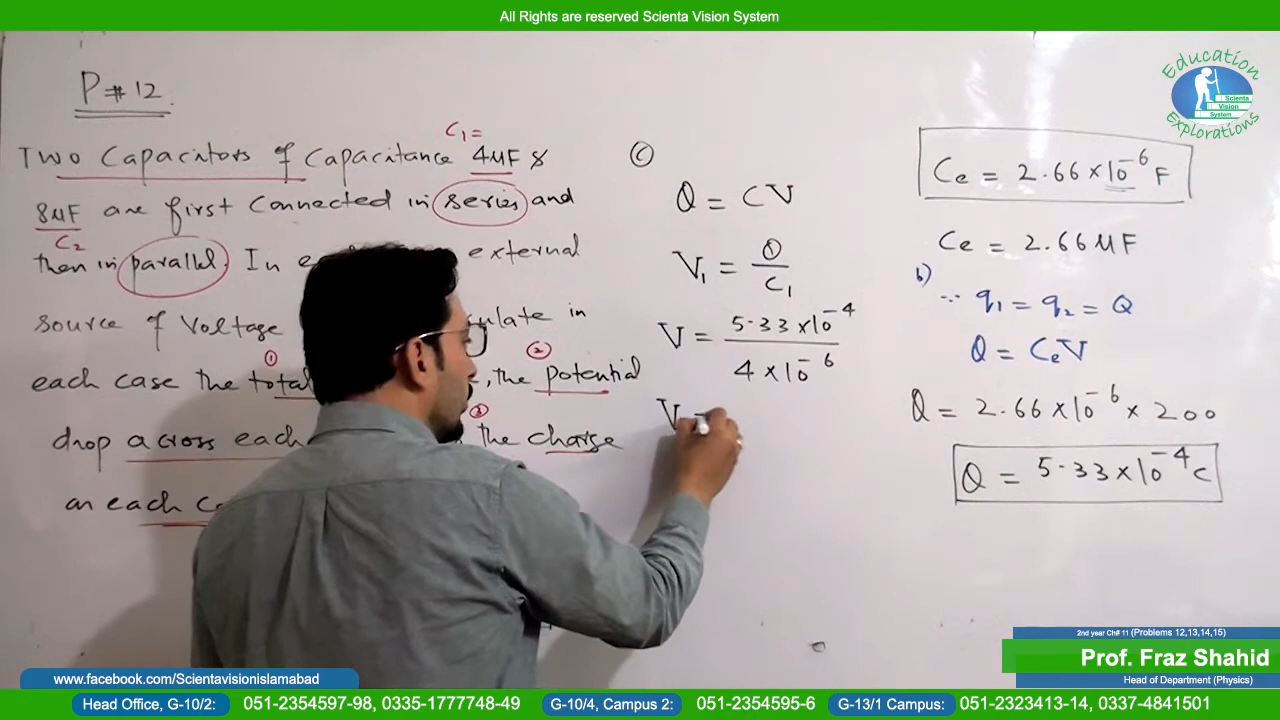 All Rights are reserved Scienta Vision System
Education
Scienta
Vision
System
Explorations
P#12
C₁=
Two Capacitors of Capacitance 4μF &
8μF are first connected in series and
C₂
then in parallel. In external
source of Voltage in
① ②
each case the total , the potential
③
drop across each the charge
on each
©
Q = CV
V₁ = Q/C₁
V = 5.33×10⁻⁴ / 4×10⁻⁶
V =
Ce = 2.66×10⁻⁶F
Ce = 2.66μF
b)
∵ q₁ = q₂ = Q
Q = CeV
Q = 2.66×10⁻⁶×200
Q = 5.33×10⁻⁴C
2nd year Ch# 11 (Problems 12,13,14,15)
Prof. Fraz Shahid
Head of Department (Physics)
www.facebook.com/Scientavisionislamabad
Head Office, G-10/2: 051-2354597-98, 0335-1777748-49 G-10/4, Campus 2: 051-2354595-6 G-13/1 Campus: 051-2323413-14, 0337-4841501